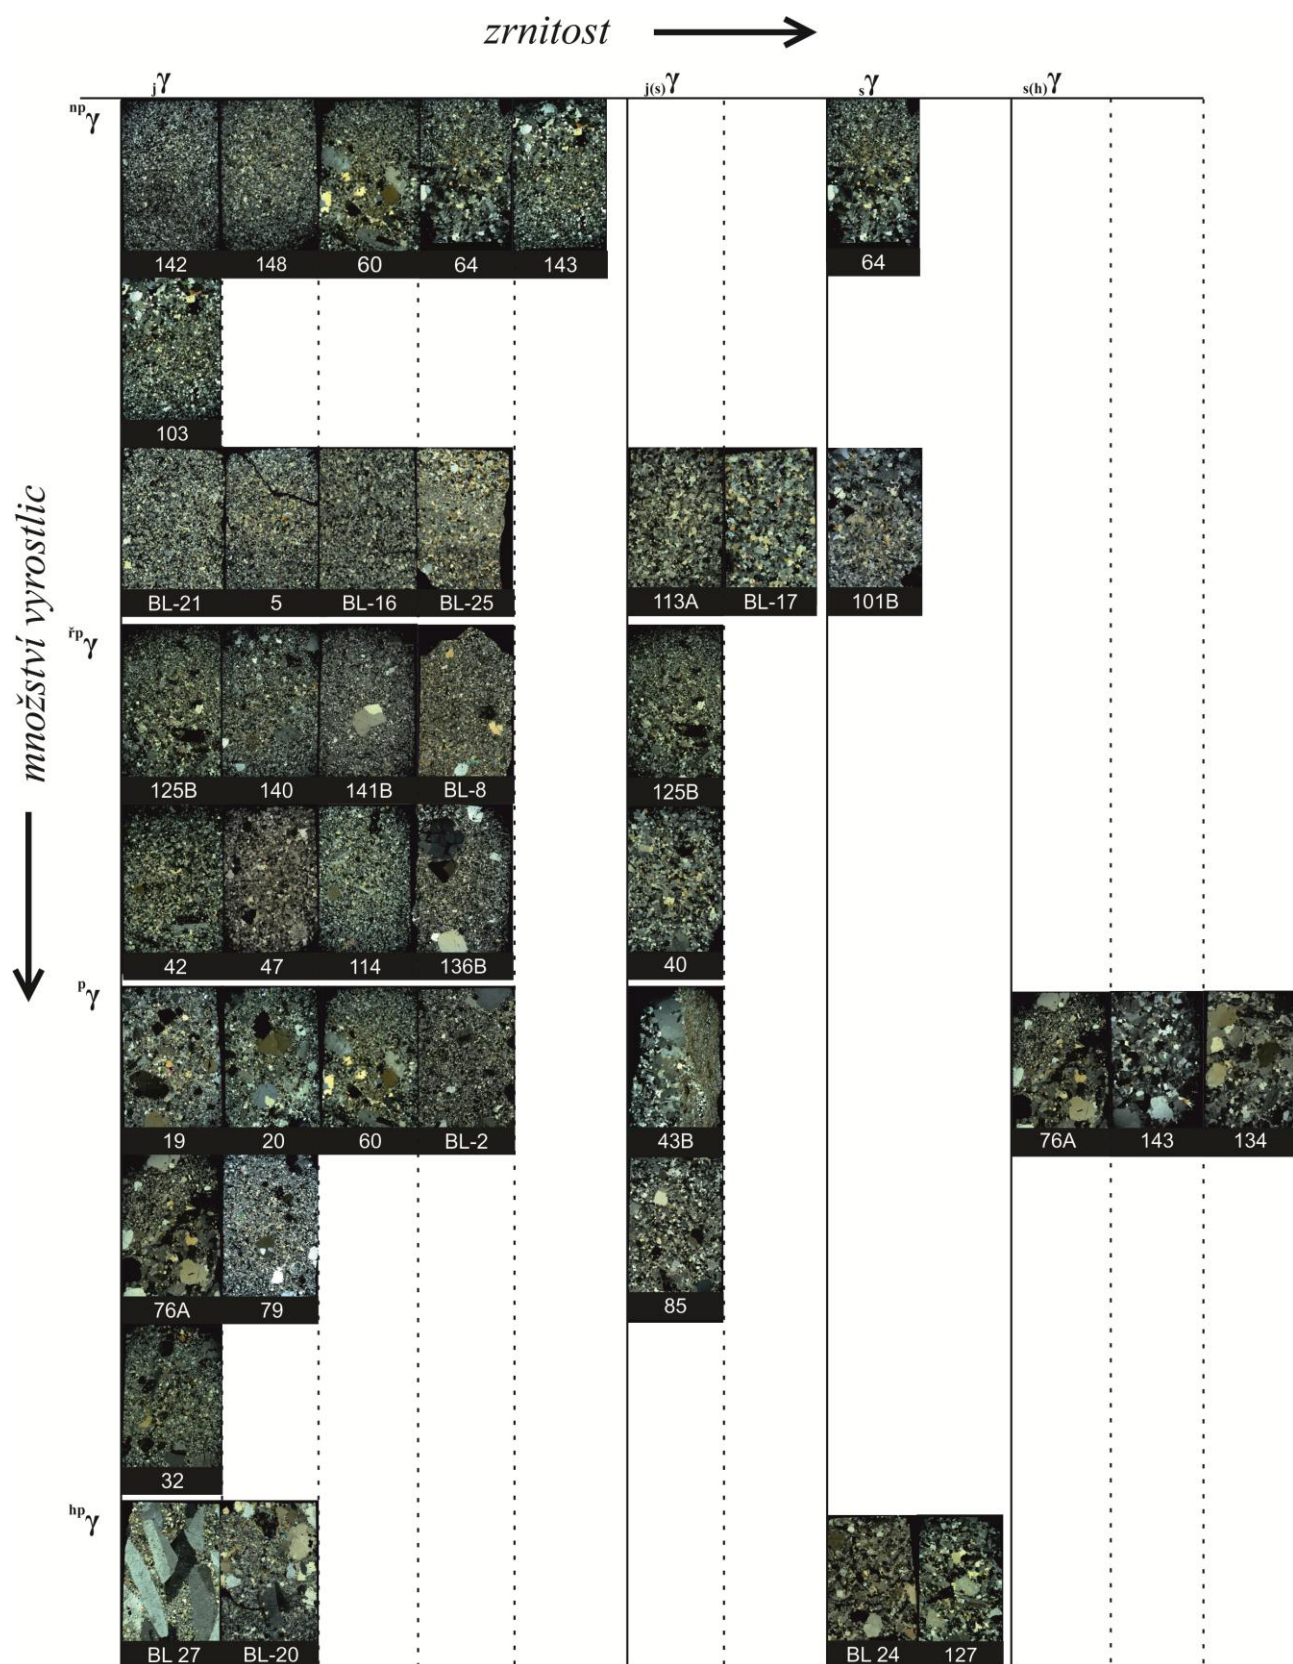 zrnitost
jγ j(s)γ sγ s(h)γ
npγ
142 148 60 64 143 64
103
BL-21 5 BL-16 BL-25 113A BL-17 101B
množství vyrostlic
řpγ
125B 140 141B BL-8 125B
42 47 114 136B 40
pγ
19 20 60 BL-2 43B 76A 143 134
76A 79 85
32
hpγ
BL 27 BL-20 BL 24 127